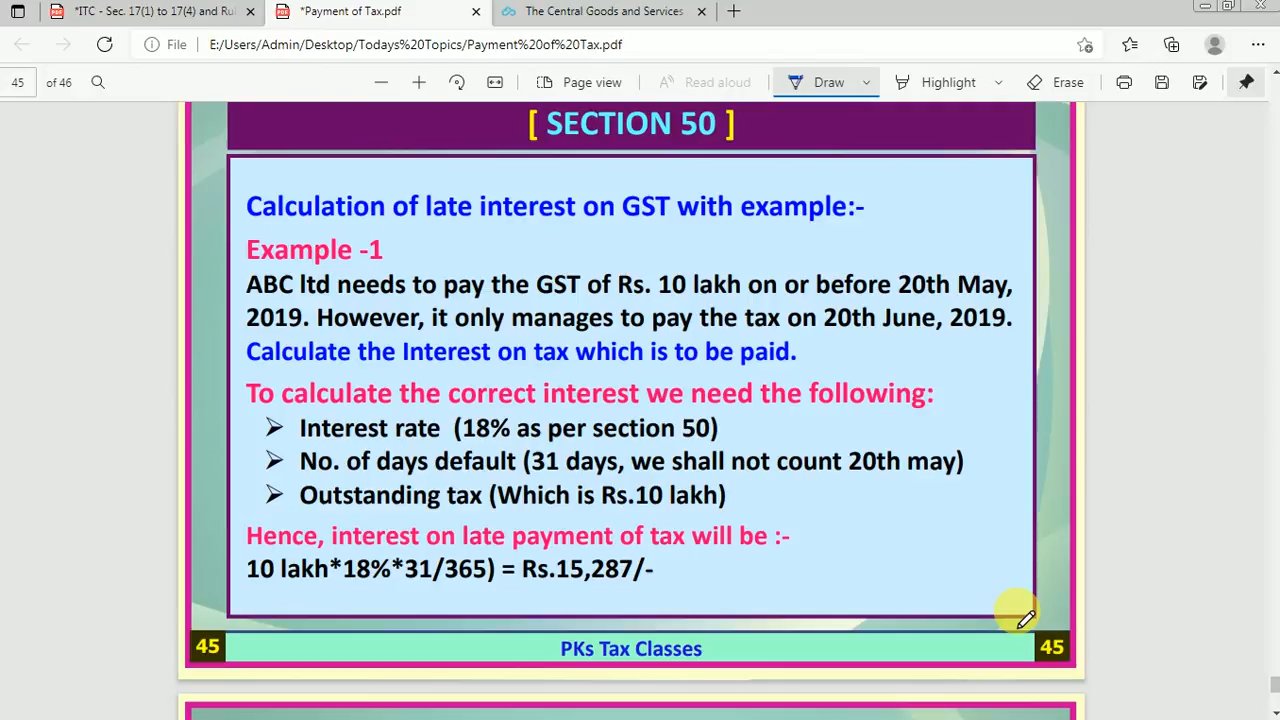 *ITC - Sec. 17(1) to 17(4) and Rul
*Payment of Tax.pdf
The Central Goods and Services
File
E:/Users/Admin/Desktop/Todays%20Topics/Payment%20of%20Tax.pdf
45 of 46
Page view
Read aloud
Draw
Highlight
Erase
[ SECTION 50 ]
Calculation of late interest on GST with example:-
Example -1
ABC ltd needs to pay the GST of Rs. 10 lakh on or before 20th May,
2019. However, it only manages to pay the tax on 20th June, 2019.
Calculate the Interest on tax which is to be paid.
To calculate the correct interest we need the following:
Interest rate (18% as per section 50)
No. of days default (31 days, we shall not count 20th may)
Outstanding tax (Which is Rs.10 lakh)
Hence, interest on late payment of tax will be :-
10 lakh*18%*31/365) = Rs.15,287/-
45
PKs Tax Classes
45